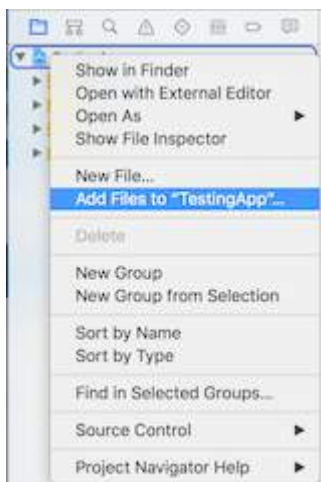 Show in Finder
Open with External Editor
Open As
Show File Inspector
New File...
Add Files to "TestingApp"...
Delete
New Group
New Group from Selection
Sort by Name
Sort by Type
Find in Selected Groups...
Source Control
Project Navigator Help